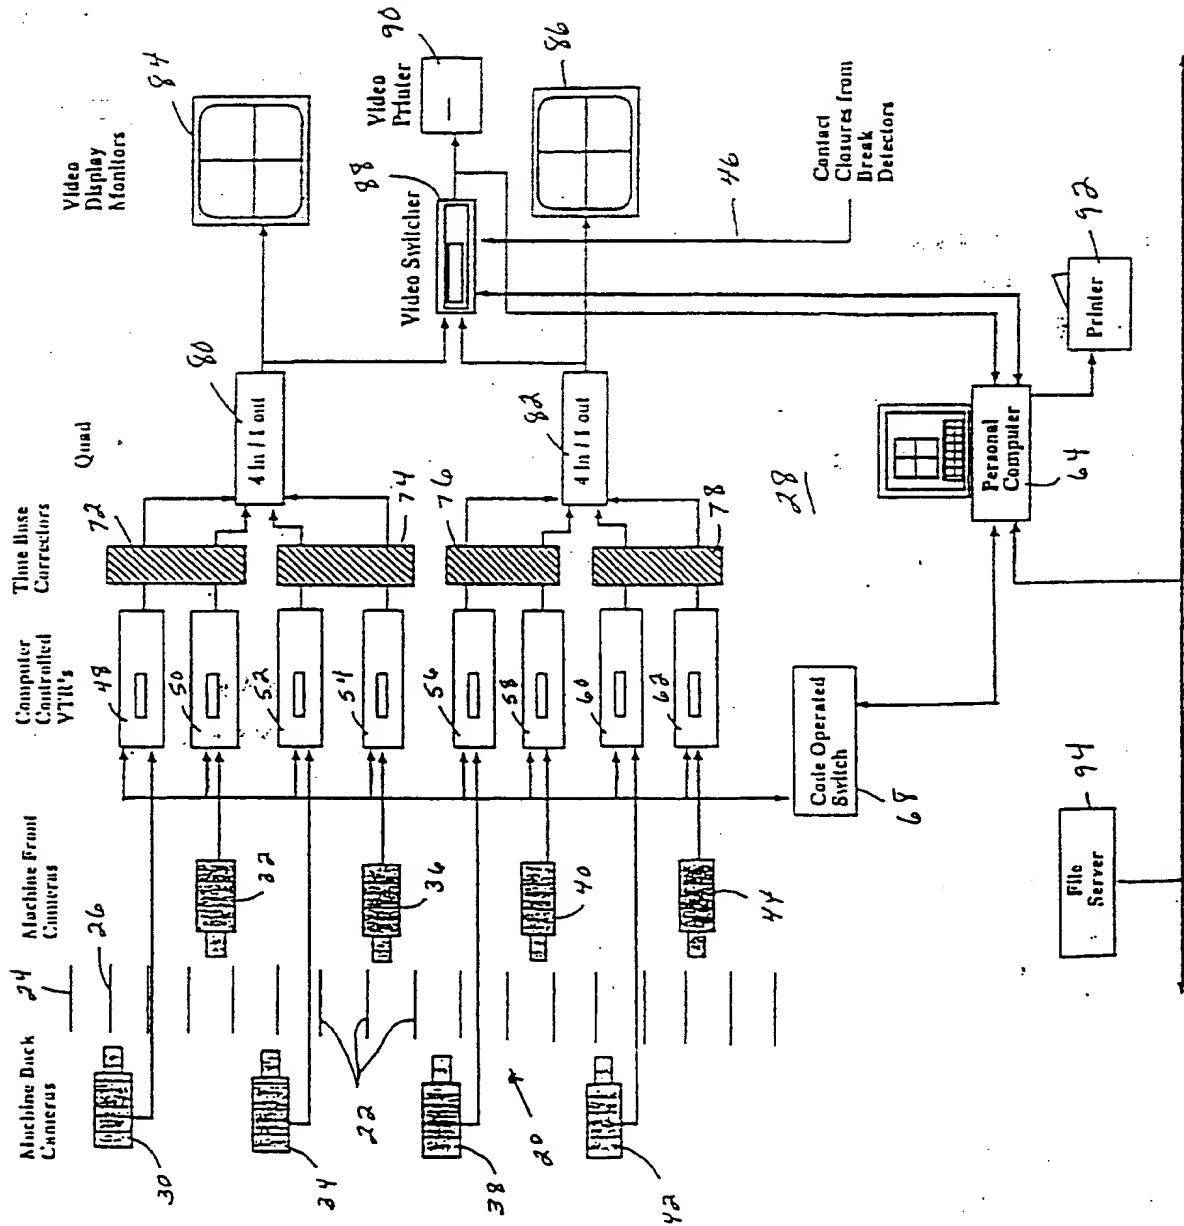 Video
Display
Monitors
84
Video
Printer
90
88
Video Switcher
86
Contact
Closures from
Break
Detectors
46
Quad
80
4 In / 1 out
82
4 In / 1 out
Printer
92
Personal
Computer
64
28
Time Base
Correctors
72
74
76
78
Computer
Controlled
VTR's
48
50
52
54
56
58
60
62
Code Operated
Switch
68
Machine Front
Cameras
32
36
40
44
File
Server
94
24
26
22
20
Machine Back
Cameras
30
34
38
42